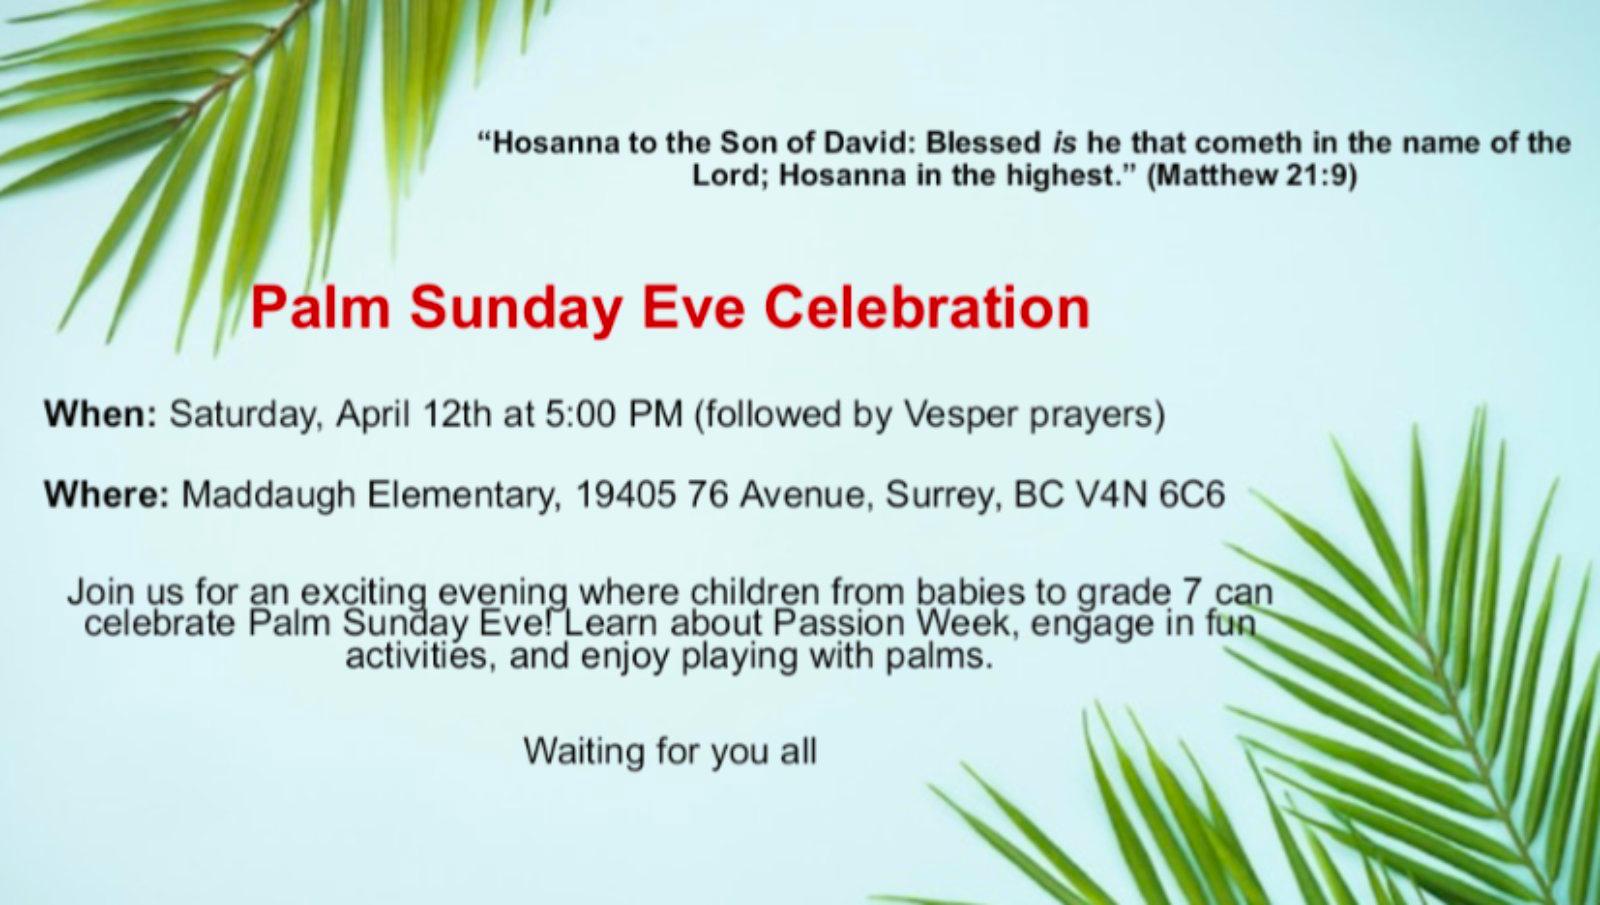 “Hosanna to the Son of David: Blessed is he that cometh in the name of the
Lord; Hosanna in the highest.” (Matthew 21:9)
Palm Sunday Eve Celebration
When: Saturday, April 12th at 5:00 PM (followed by Vesper prayers)
Where: Maddaugh Elementary, 19405 76 Avenue, Surrey, BC V4N 6C6
Join us for an exciting evening where children from babies to grade 7 can
celebrate Palm Sunday Eve! Learn about Passion Week, engage in fun
activities, and enjoy playing with palms.
Waiting for you all